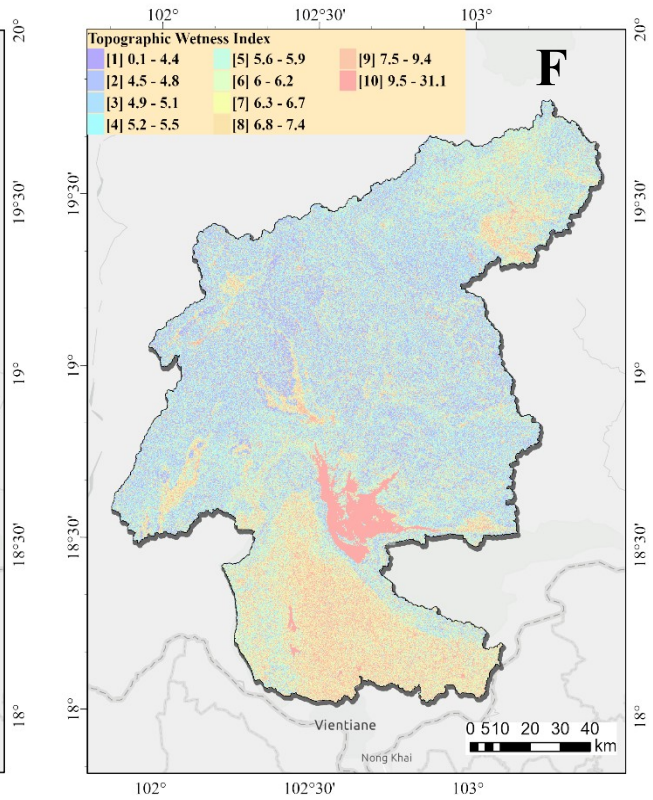 102° 102°30' 103°
20° 20°
Topographic Wetness Index
[1] 0.1 - 4.4 [5] 5.6 - 5.9 [9] 7.5 - 9.4
[2] 4.5 - 4.8 [6] 6 - 6.2 [10] 9.5 - 31.1
[3] 4.9 - 5.1 [7] 6.3 - 6.7
[4] 5.2 - 5.5 [8] 6.8 - 7.4
F
19°30' 19°30'
19° 19°
18°30' 18°30'
18° 18°
Vientiane
0 5 10 20 30 40
km
Nong Khai
102° 102°30' 103°